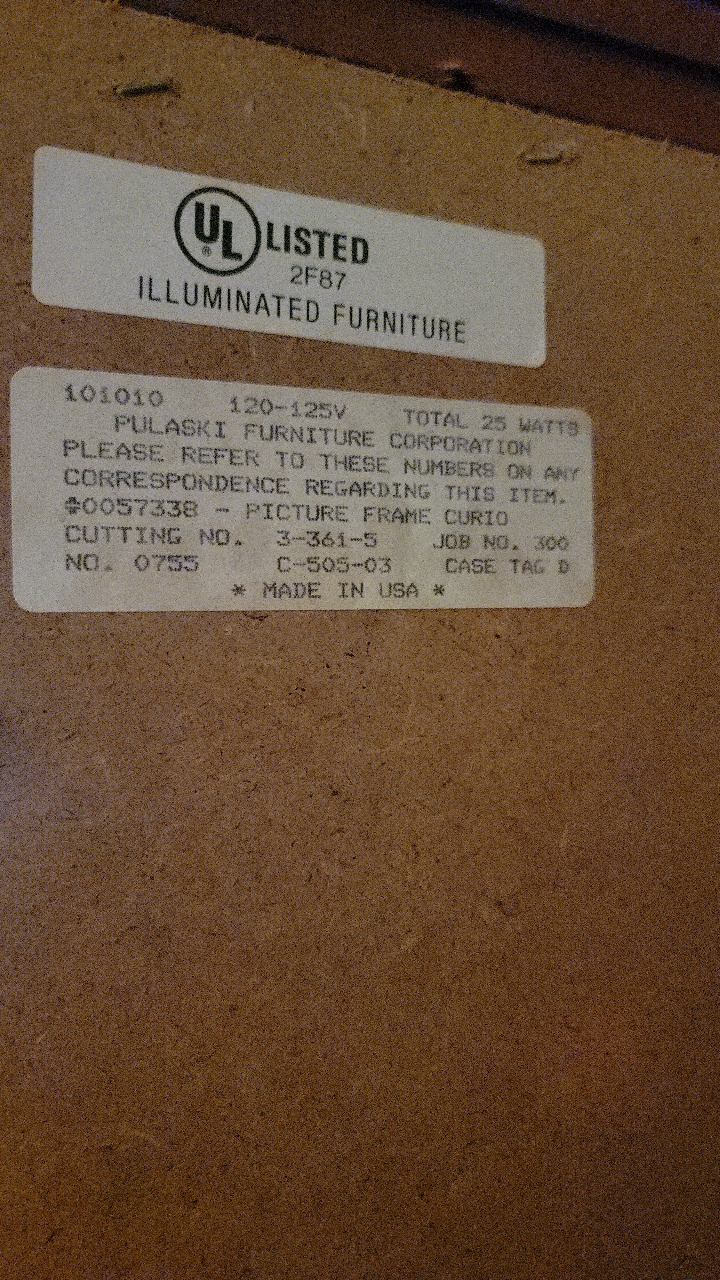 UL® LISTED
2F87
ILLUMINATED FURNITURE
101010 120-125V TOTAL 25 WATTS
PULASKI FURNITURE CORPORATION
PLEASE REFER TO THESE NUMBERS ON ANY
CORRESPONDENCE REGARDING THIS ITEM.
#0057338 - PICTURE FRAME CURIO
CUTTING NO. 3-361-5 JOB NO. 300
NO. 0755 C-505-03 CASE TAG D
* MADE IN USA *